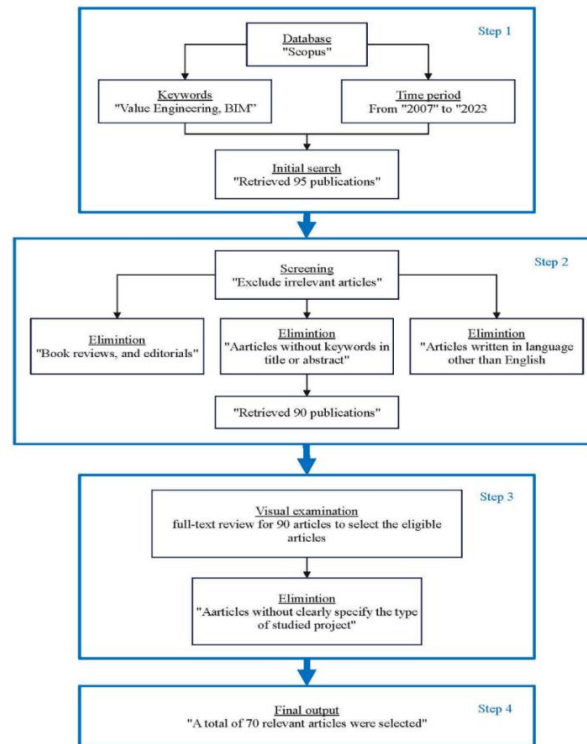 Step 1
Database
"Scopus"
Keywords
"Value Engineering, BIM"
Time period
From "2007" to "2023
Initial search
"Retrieved 95 publications"
Step 2
Screening
"Exclude irrelevant articles"
Elimintion
"Book reviews, and editorials"
Elimintion
"Aarticles without keywords in
title or abstract"
Elimintion
"Articles written in language
other than English
"Retrieved 90 publications"
Step 3
Visual examination
full-text review for 90 articles to select the eligible
articles
Elimintion
"Aarticles without clearly specify the type
of studied project"
Step 4
Final output
"A total of 70 relevant articles were selected"